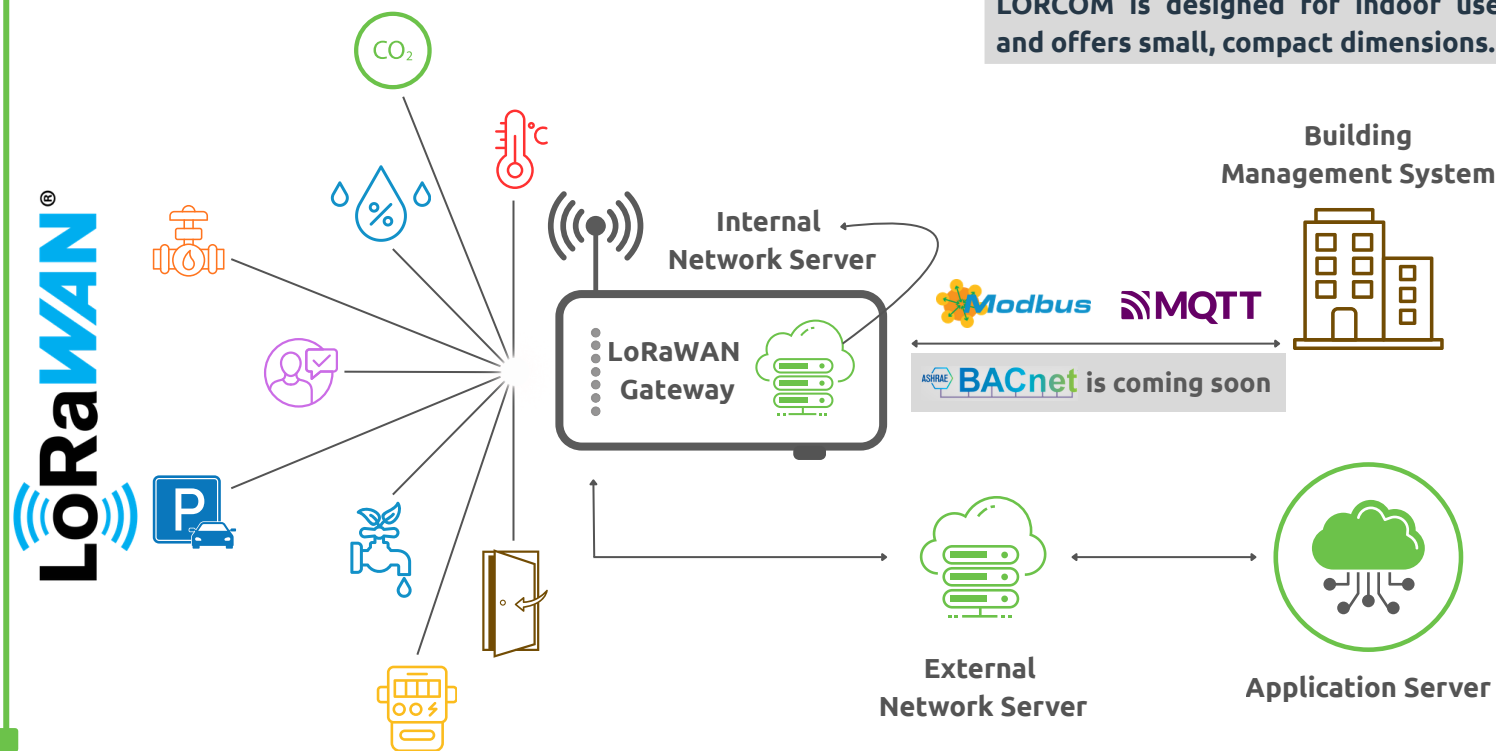 LORCOM is designed for indoor use
and offers small, compact dimensions.
CO₂
°C
%
LoRaWAN®
P
Internal
Network Server
LoRaWAN
Gateway
Modbus
MQTT
ASHRAE BACnet is coming soon
Building
Management System
External
Network Server
Application Server